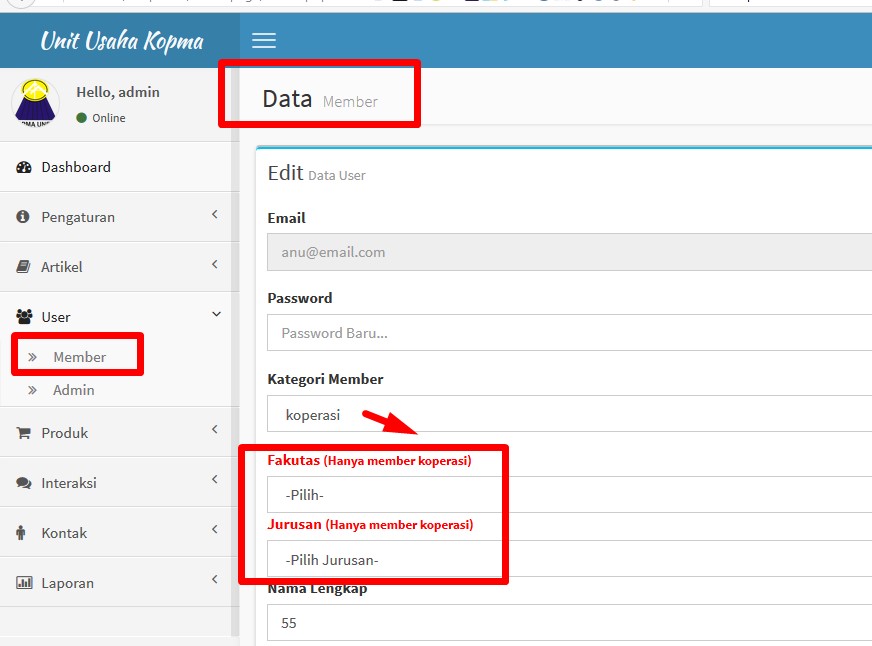 Unit Usaha Kopma
Hello, admin
Online
Dashboard
Pengaturan
Artikel
User
Member
Admin
Produk
Interaksi
Kontak
Laporan
Data Member
Edit Data User
Email
anu@email.com
Password
Password Baru...
Kategori Member
koperasi
Fakutas (Hanya member koperasi)
-Pilih-
Jurusan (Hanya member koperasi)
-Pilih Jurusan-
Nama Lengkap
55